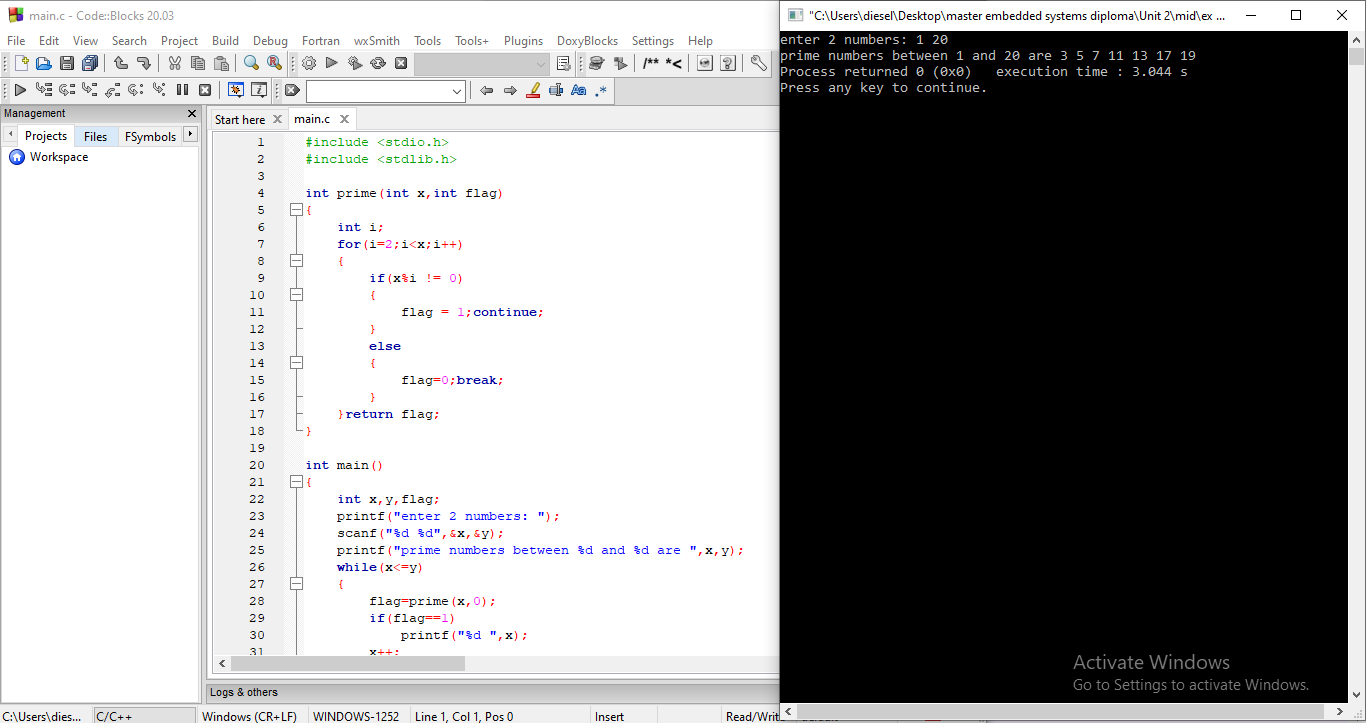 main.c - Code::Blocks 20.03
File Edit View Search Project Build Debug Fortran wxSmith Tools Tools+ Plugins DoxyBlocks Settings Help
/** *<
Management
Projects Files FSymbols
Workspace
Start here main.c
1 #include <stdio.h>
2 #include <stdlib.h>
3
4 int prime(int x,int flag)
5 {
6 int i;
7 for(i=2;i<x;i++)
8 {
9 if(x%i != 0)
10 {
11 flag = 1;continue;
12 }
13 else
14 {
15 flag=0;break;
16 }
17 }return flag;
18 }
19
20 int main()
21 {
22 int x,y,flag;
23 printf("enter 2 numbers: ");
24 scanf("%d %d",&x,&y);
25 printf("prime numbers between %d and %d are ",x,y);
26 while(x<=y)
27 {
28 flag=prime(x,0);
29 if(flag==1)
30 printf("%d ",x);
31 x++;
Logs & others
C:\Users\dies... C/C++ Windows (CR+LF) WINDOWS-1252 Line 1, Col 1, Pos 0 Insert Read/Writ
"C:\Users\diesel\Desktop\master embedded systems diploma\Unit 2\mid\ex ...
enter 2 numbers: 1 20
prime numbers between 1 and 20 are 3 5 7 11 13 17 19
Process returned 0 (0x0)   execution time : 3.044 s
Press any key to continue.
Activate Windows
Go to Settings to activate Windows.